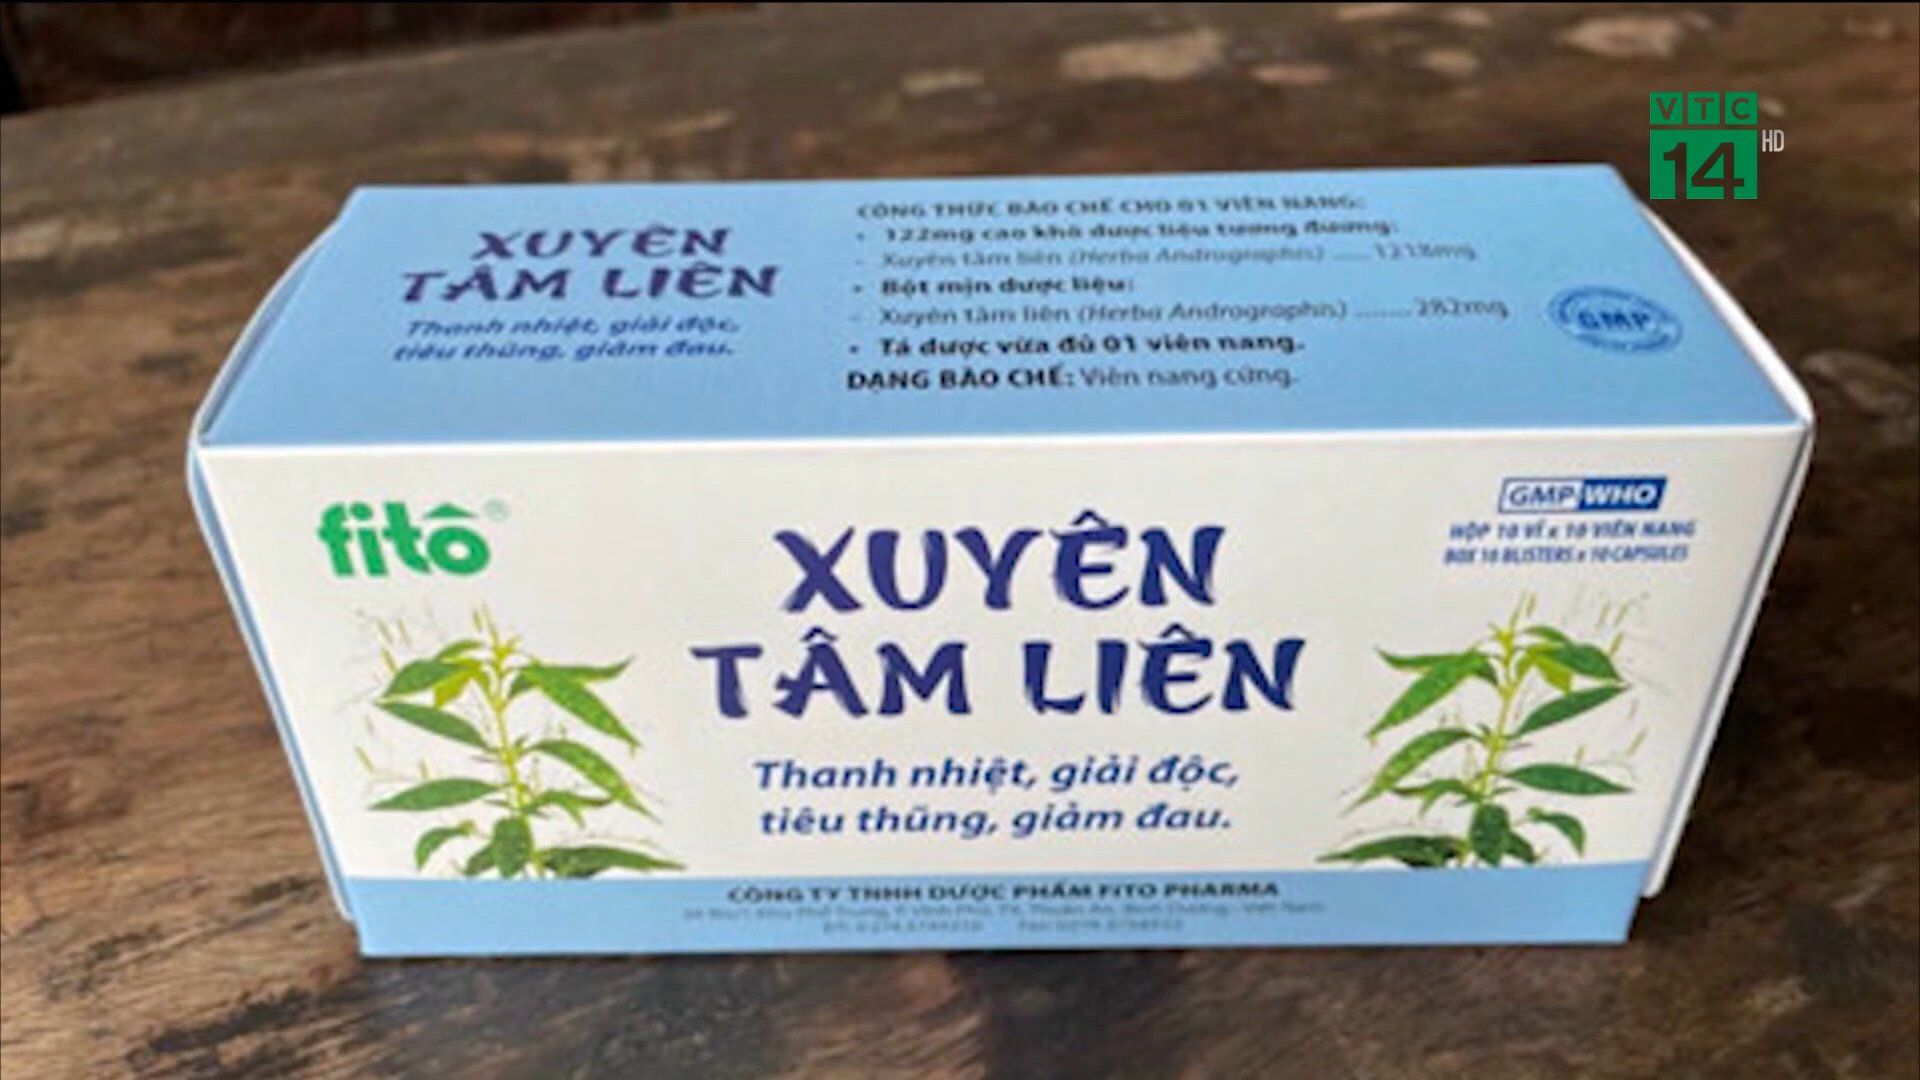 VTC
14 HD
XUYÊN
TÂM LIÊN
Thanh nhiệt, giải độc,
tiêu thũng, giảm đau.
CÔNG THỨC BÀO CHẾ CHO 01 VIÊN NANG:
• 122mg cao khô dược liệu tương đương:
- Xuyên tâm liên (Herba Andrographis) ..... 1218mg
• Bột mịn dược liệu:
- Xuyên tâm liên (Herba Andrographis) ....... 282mg
• Tá dược vừa đủ 01 viên nang.
DẠNG BÀO CHẾ: Viên nang cứng.
GMP
fitô®
GMP WHO
HỘP 10 VỈ x 10 VIÊN NANG
BOX 10 BLISTERS x 10 CAPSULES
XUYÊN
TÂM LIÊN
Thanh nhiệt, giải độc,
tiêu thũng, giảm đau.
CÔNG TY TNHH DƯỢC PHẨM FITO PHARMA